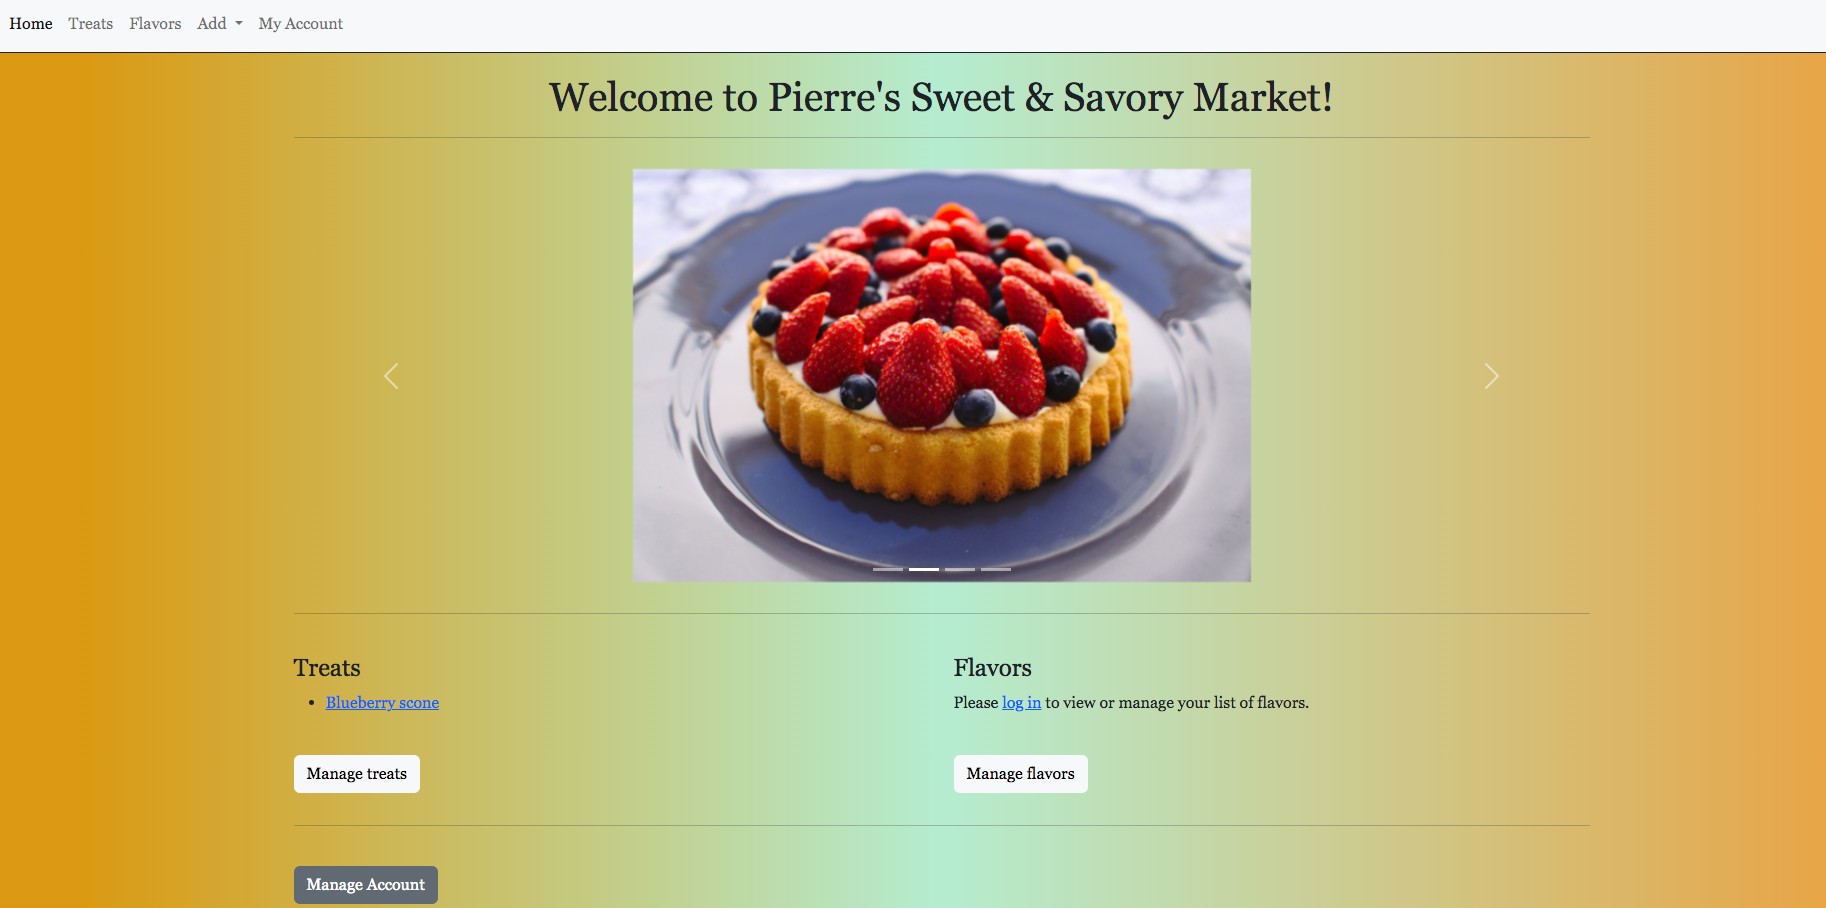 Home Treats Flavors Add My Account
Welcome to Pierre's Sweet & Savory Market!
Treats
Blueberry scone
Manage treats
Flavors
Please log in to view or manage your list of flavors.
Manage flavors
Manage Account